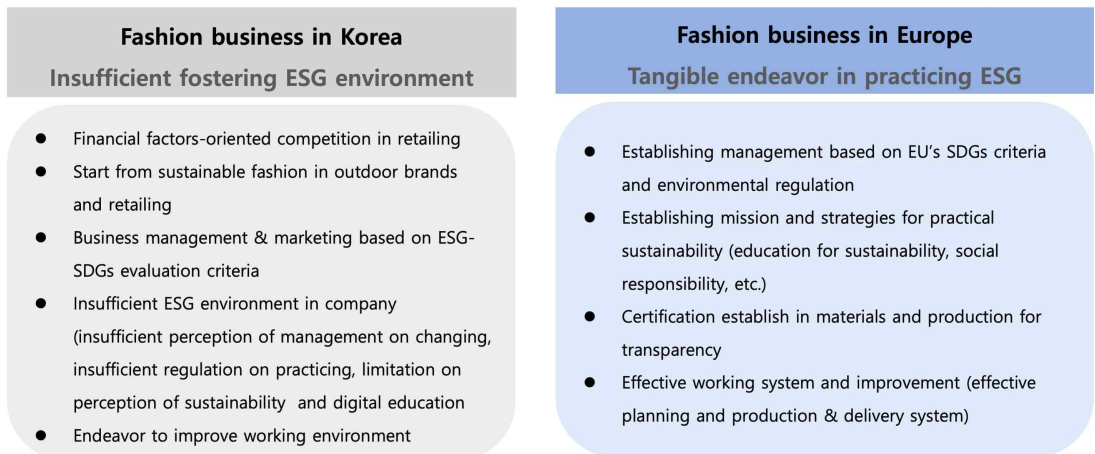 Fashion business in Korea
Insufficient fostering ESG environment
● Financial factors-oriented competition in retailing
● Start from sustainable fashion in outdoor brands
and retailing
● Business management & marketing based on ESG-
SDGs evaluation criteria
● Insufficient ESG environment in company
(insufficient perception of management on changing,
insufficient regulation on practicing, limitation on
perception of sustainability and digital education
● Endeavor to improve working environment
Fashion business in Europe
Tangible endeavor in practicing ESG
● Establishing management based on EU's SDGs criteria
and environmental regulation
● Establishing mission and strategies for practical
sustainability (education for sustainability, social
responsibility, etc.)
● Certification establish in materials and production for
transparency
● Effective working system and improvement (effective
planning and production & delivery system)